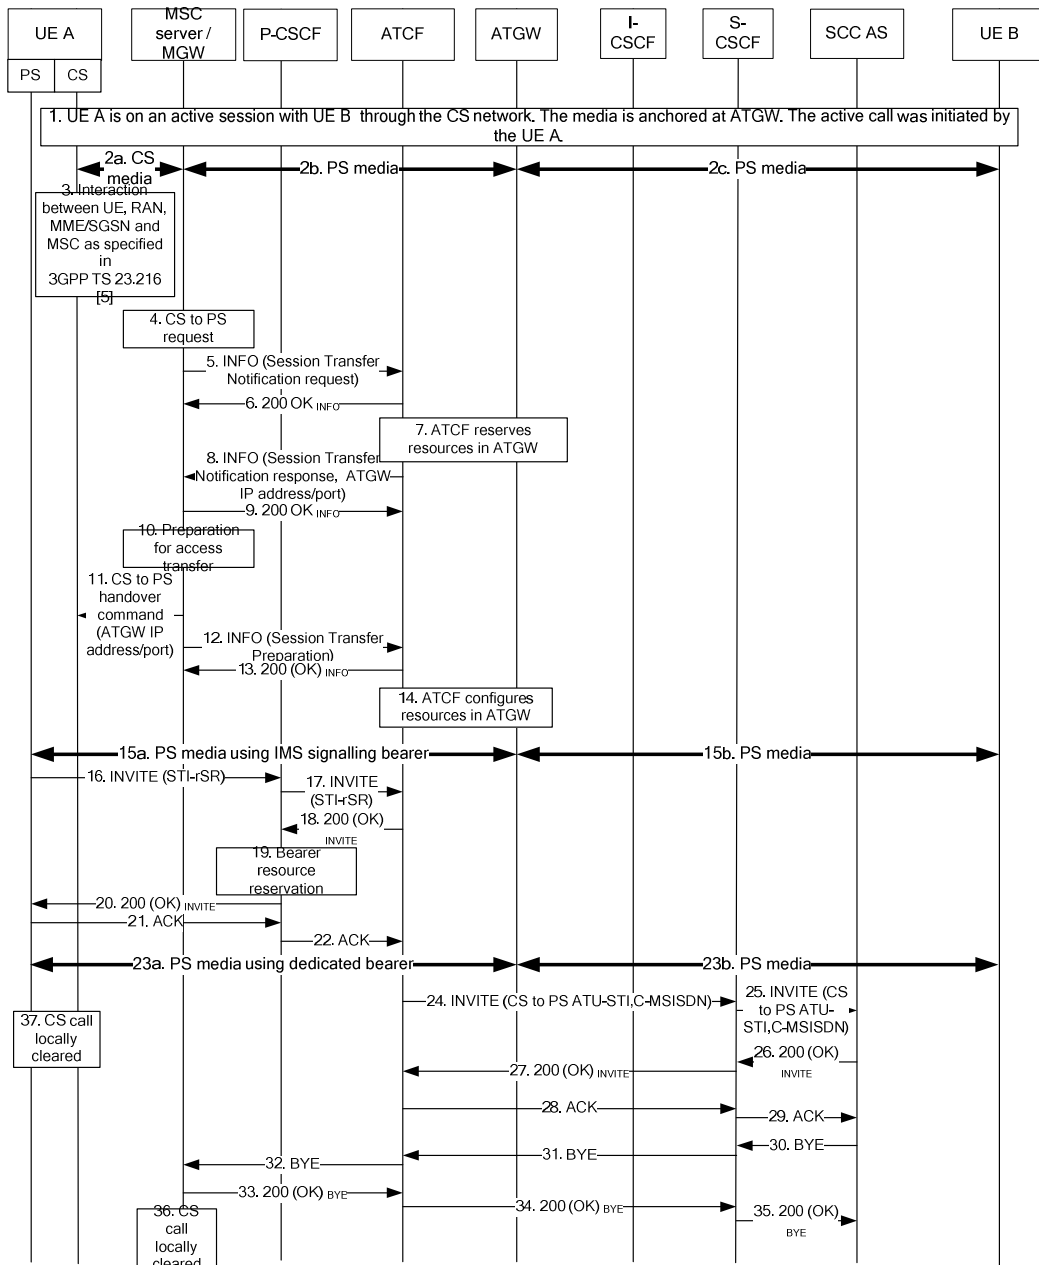 UE A
MSC
server /
MGW
P-CSCF
ATCF
ATGW
I-
CSCF
S-
CSCF
SCC AS
UE B
PS
CS
1. UE A is on an active session with UE B through the CS network. The media is anchored at ATGW. The active call was initiated by
the UE A.
2a. CS
media
2b. PS media
2c. PS media
3. Interaction
between UE, RAN,
MME/SGSN and
MSC as specified
in
3GPP TS 23.216
[5]
4. CS to PS
request
5. INFO (Session Transfer
Notification request)
6. 200 OK INFO
7. ATCF reserves
resources in ATGW
8. INFO (Session Transfer
Notification response, ATGW
IP address/port)
9. 200 OK INFO
10. Preparation
for access
transfer
11. CS to PS
handover
command
(ATGW IP
address/port)
12. INFO (Session Transfer
Preparation)
13. 200 (OK) INFO
14. ATCF configures
resources in ATGW
15a. PS media using IMS signalling bearer
15b. PS media
16. INVITE (STI-rSR)
17. INVITE
(STI-rSR)
18. 200 (OK)
INVITE
19. Bearer
resource
reservation
20. 200 (OK) INVITE
21. ACK
22. ACK
23a. PS media using dedicated bearer
23b. PS media
24. INVITE (CS to PS ATU-STI,C-MSISDN)
25. INVITE (CS
to PS ATU-
STI,C-MSISDN)
37. CS call
locally
cleared
26. 200 (OK)
INVITE
27. 200 (OK) INVITE
28. ACK
29. ACK
30. BYE
31. BYE
32. BYE
33. 200 (OK) BYE
34. 200 (OK) BYE
35. 200 (OK)
BYE
36. CS
call
locally
cleared